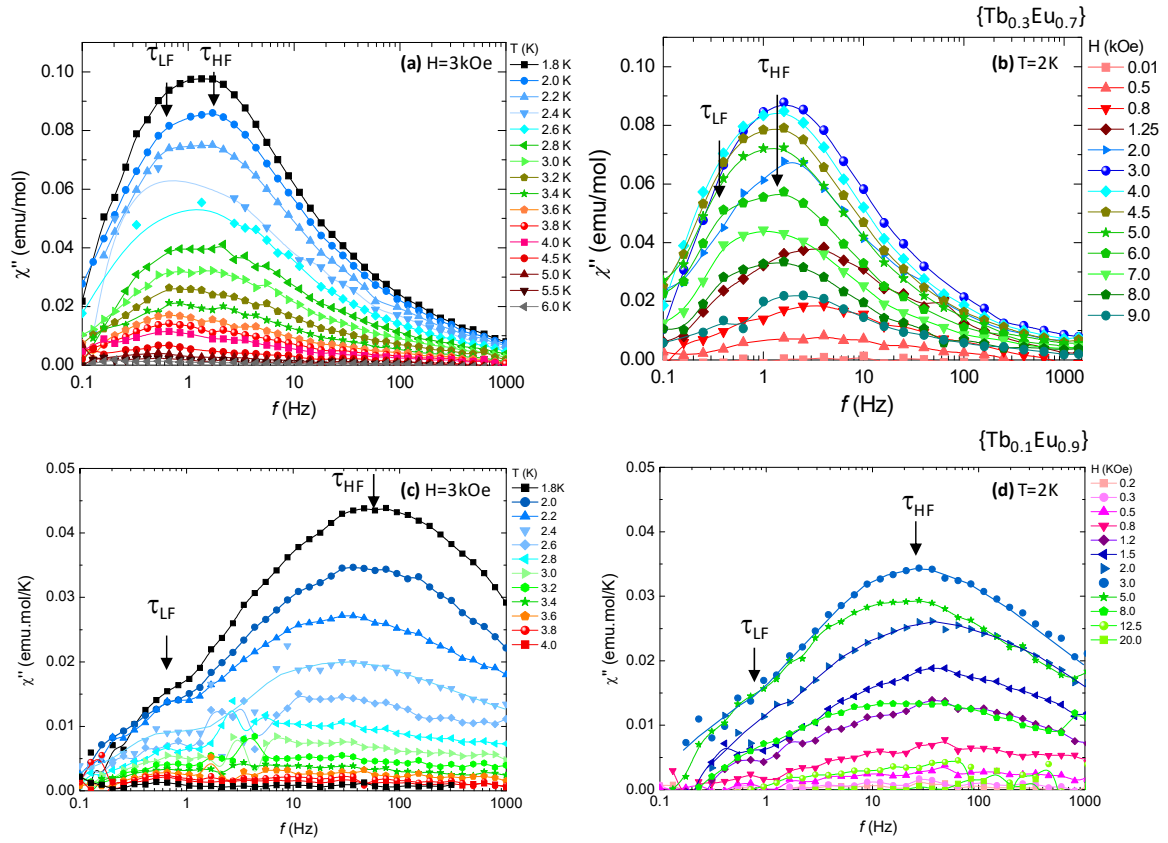 {Tb0.3Eu0.7}
τLF τHF
(a) H=3kOe
T (K)
1.8 K
2.0 K
2.2 K
2.4 K
2.6 K
2.8 K
3.0 K
3.2 K
3.4 K
3.6 K
3.8 K
4.0 K
4.5 K
5.0 K
5.5 K
6.0 K
χ'' (emu/mol)
0.10
0.08
0.06
0.04
0.02
0.00
0.1 1 10 100 1000
f (Hz)
(b) T=2K
τHF
τLF
H (kOe)
0.01
0.5
0.8
1.25
2.0
3.0
4.0
4.5
5.0
6.0
7.0
8.0
9.0
χ'' (emu/mol)
0.10
0.08
0.06
0.04
0.02
0.00
0.1 1 10 100 1000
f (Hz)
{Tb0.1Eu0.9}
τHF
(c) H=3kOe
τLF
T (K)
1.8K
2.0
2.2
2.4
2.6
2.8
3.0
3.2
3.4
3.6
3.8
4.0
χ'' (emu.mol/K)
0.05
0.04
0.03
0.02
0.01
0.00
0.1 1 10 100 1000
f (Hz)
(d) T=2K
τHF
τLF
H (KOe)
0.2
0.3
0.5
0.8
1.2
1.5
2.0
3.0
5.0
8.0
12.5
20.0
χ'' (emu.mol/K)
0.05
0.04
0.03
0.02
0.01
0.00
0.1 1 10 100 1000
f (Hz)